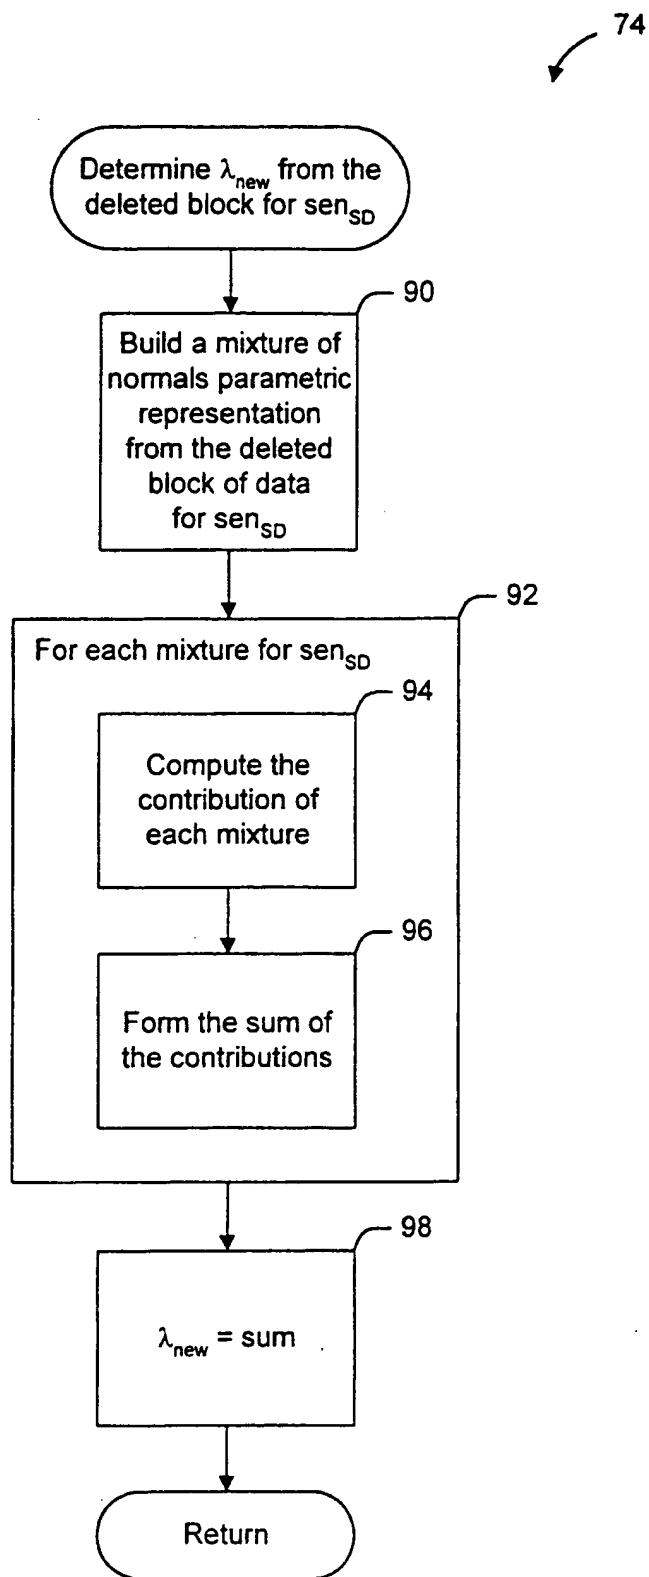 74
Determine λnew from the
deleted block for senSD
90
Build a mixture of
normals parametric
representation
from the deleted
block of data
for senSD
92
For each mixture for senSD
94
Compute the
contribution of
each mixture
96
Form the sum of
the contributions
98
λnew = sum
Return